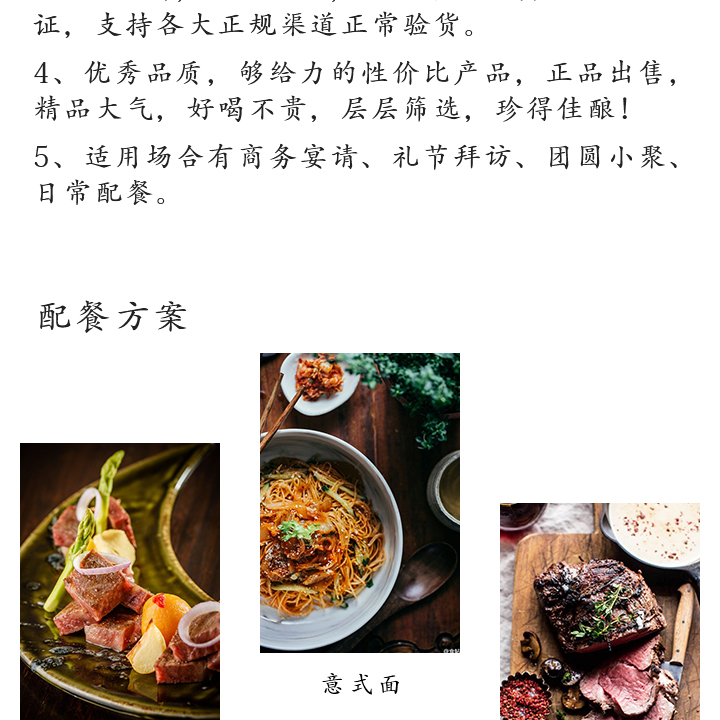 证，支持各大正规渠道正常验货。
4、优秀品质，够给力的性价比产品，正品出售，
精品大气，好喝不贵，层层筛选，珍得佳酿！
5、适用场合有商务宴请、礼节拜访、团圆小聚、
日常配餐。
配餐方案
意式面